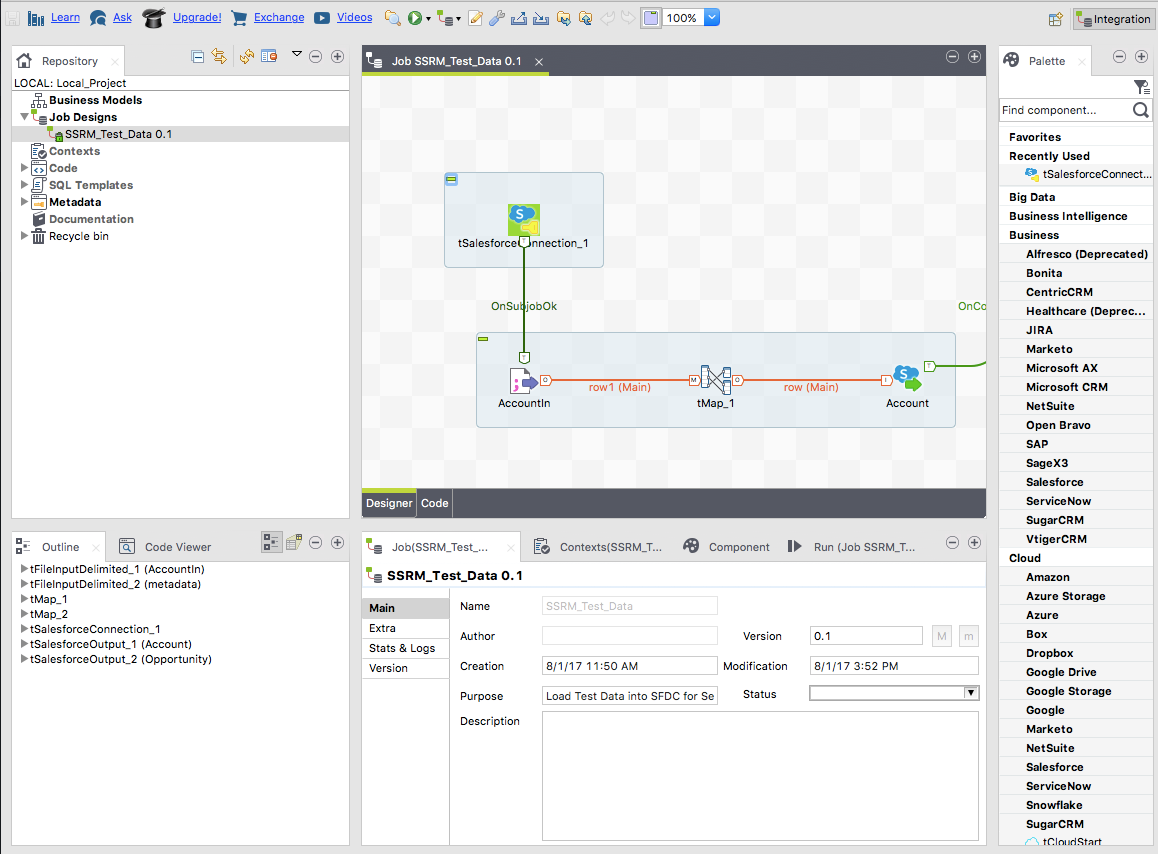 Learn Ask Upgrade! Exchange Videos 100% Integration
Repository
LOCAL: Local_Project
Business Models
Job Designs
SSRM_Test_Data 0.1
Contexts
Code
SQL Templates
Metadata
Documentation
Recycle bin
Job SSRM_Test_Data 0.1
S
tSalesforceConnection_1
T
OnSubjobOk
OnCo
T
T
S
O
M
O
I
row1 (Main)
row (Main)
AccountIn
tMap_1
Account
Designer Code
Palette
Find component...
Favorites
Recently Used
tSalesforceConnect...
Big Data
Business Intelligence
Business
Alfresco (Deprecated)
Bonita
CentricCRM
Healthcare (Deprec...
JIRA
Marketo
Microsoft AX
Microsoft CRM
NetSuite
Open Bravo
SAP
SageX3
Salesforce
ServiceNow
SugarCRM
VtigerCRM
Cloud
Amazon
Azure Storage
Azure
Box
Dropbox
Google Drive
Google Storage
Google
Marketo
NetSuite
Salesforce
ServiceNow
Snowflake
SugarCRM
tCloudStart
Outline Code Viewer
tFileInputDelimited_1 (AccountIn)
tFileInputDelimited_2 (metadata)
tMap_1
tMap_2
tSalesforceConnection_1
tSalesforceOutput_1 (Account)
tSalesforceOutput_2 (Opportunity)
Job(SSRM_Test_... Contexts(SSRM_T... Component Run (Job SSRM_T...
SSRM_Test_Data 0.1
Main
Extra
Stats & Logs
Version
Name SSRM_Test_Data
Author Version 0.1 M m
Creation 8/1/17 11:50 AM Modification 8/1/17 3:52 PM
Purpose Load Test Data into SFDC for Se Status
Description